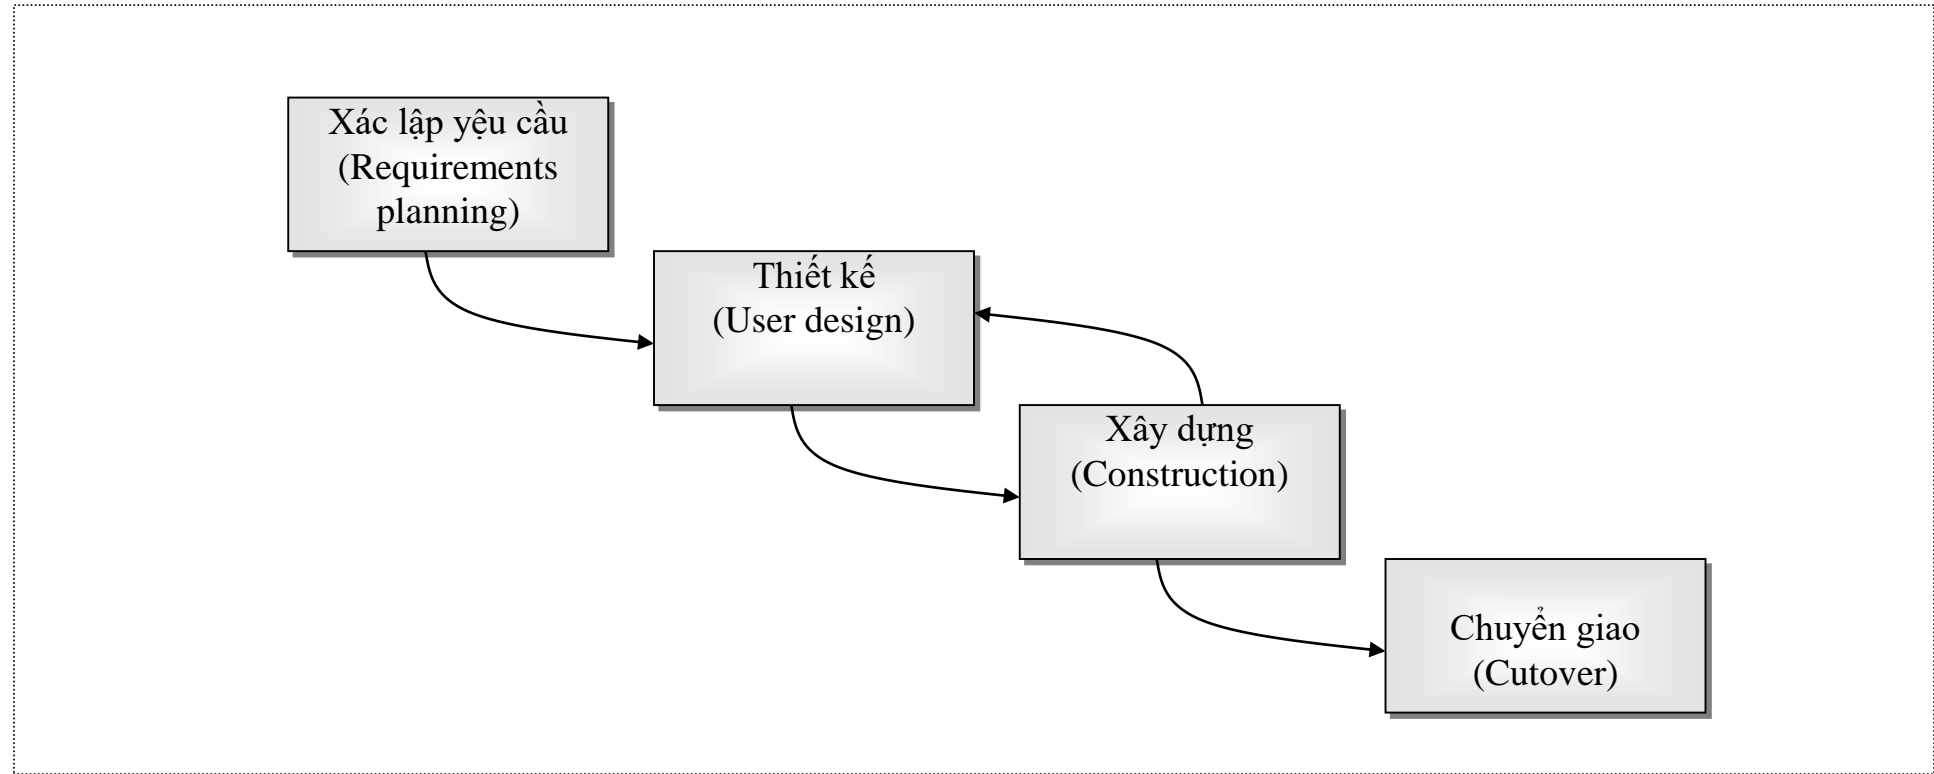 Xác lập yệu cầu
(Requirements
planning)
Thiết kế
(User design)
Xây dựng
(Construction)
Chuyển giao
(Cutover)